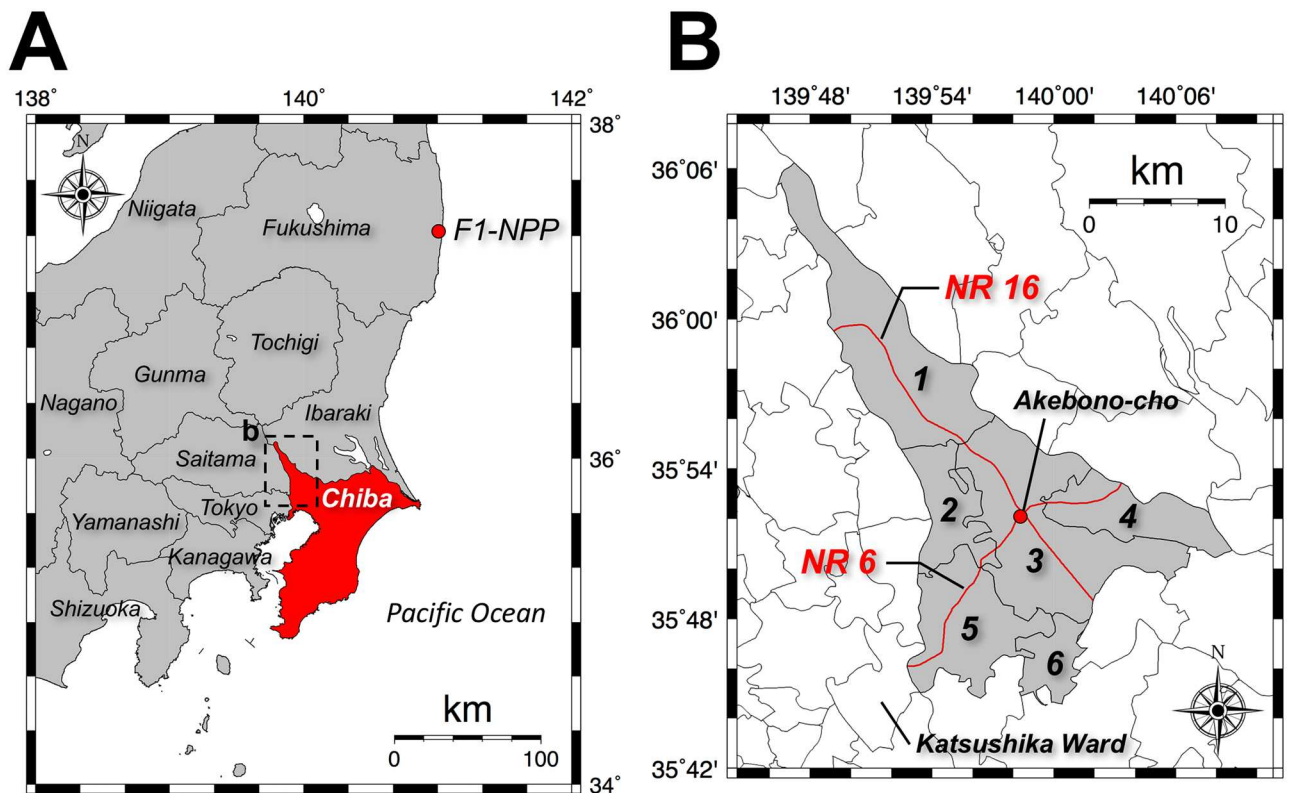 A
138°
140°
142°
38°
N
Niigata
Fukushima
F1-NPP
Tochigi
Gunma
Nagano
Ibaraki
b
36°
Saitama
Chiba
Tokyo
Yamanashi
Kanagawa
Shizuoka
Pacific Ocean
km
0
100
34°
B
139°48'
139°54'
140°00'
140°06'
36°06'
km
0
10
NR 16
36°00'
1
Akebono-cho
35°54'
2
4
NR 6
3
35°48'
5
6
N
Katsushika Ward
35°42'